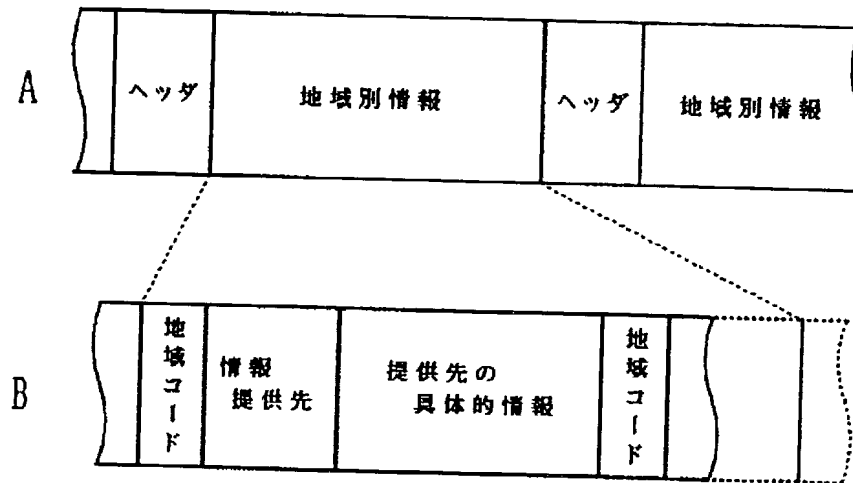 A
ヘッダ
地域別情報
ヘッダ
地域別情報
B
地域コード
情報
提供先
提供先の
具体的情報
地域コード